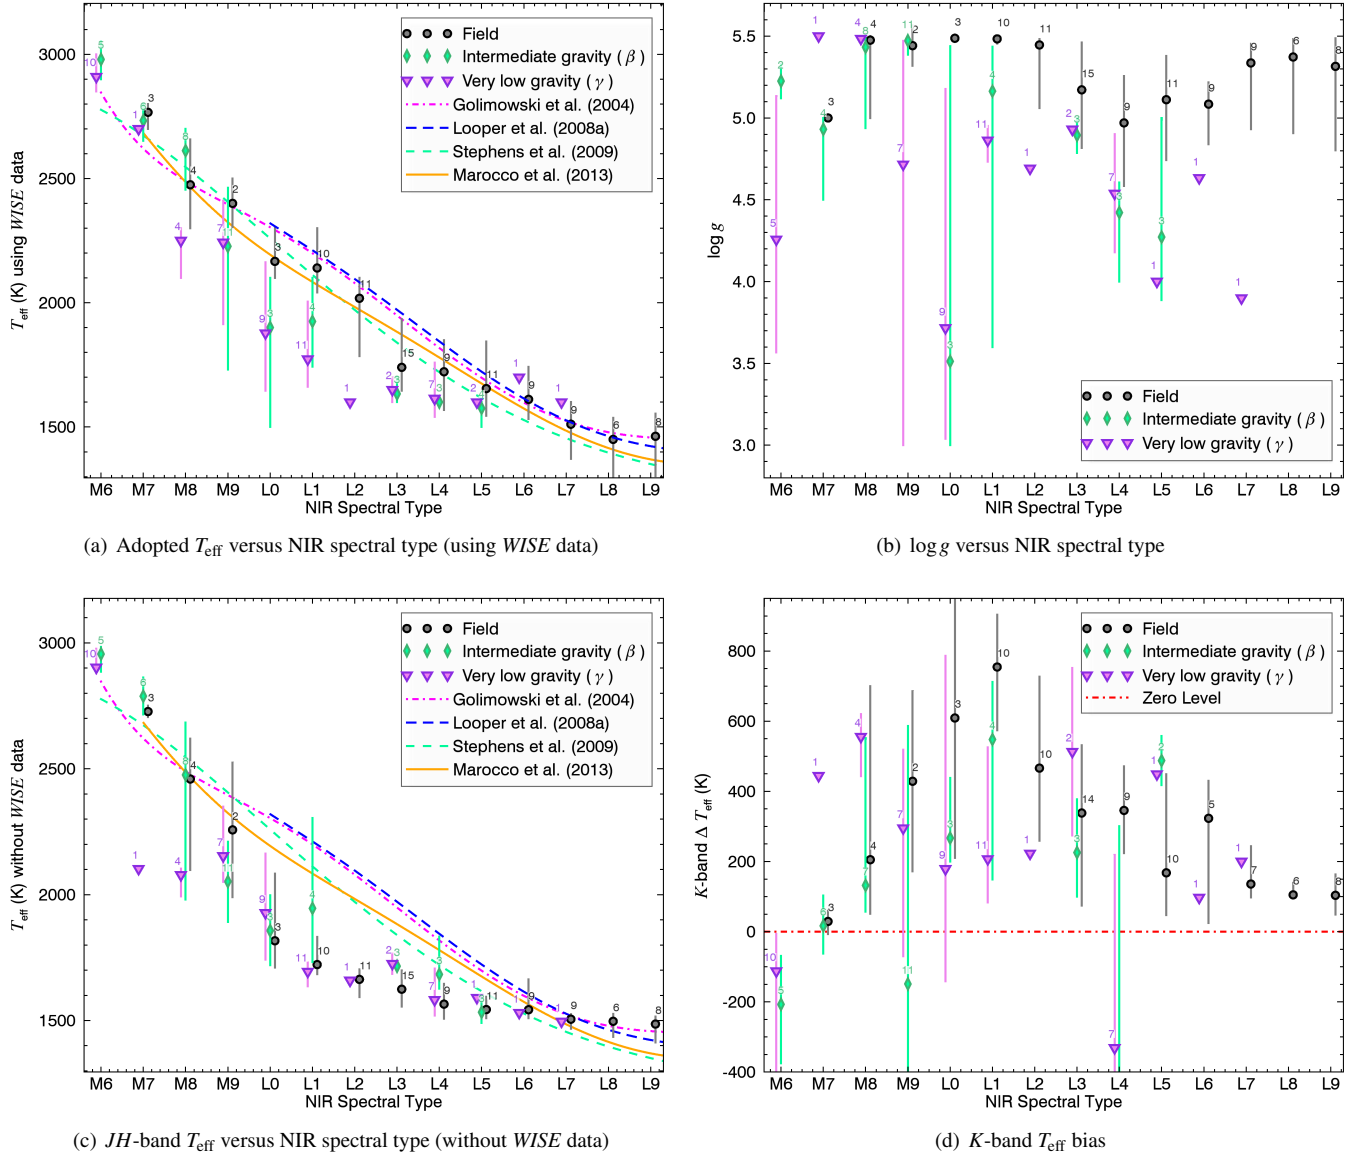 3000
2500
2000
1500
T_eff (K) using WISE data
Field
Intermediate gravity (β)
Very low gravity (γ)
Golimowski et al. (2004)
Looper et al. (2008a)
Stephens et al. (2009)
Marocco et al. (2013)
M6 M7 M8 M9 L0 L1 L2 L3 L4 L5 L6 L7 L8 L9
NIR Spectral Type
(a) Adopted T_eff versus NIR spectral type (using WISE data)
5.5
5.0
4.5
4.0
3.5
3.0
log g
Field
Intermediate gravity (β)
Very low gravity (γ)
M6 M7 M8 M9 L0 L1 L2 L3 L4 L5 L6 L7 L8 L9
NIR Spectral Type
(b) log g versus NIR spectral type
3000
2500
2000
1500
T_eff (K) without WISE data
Field
Intermediate gravity (β)
Very low gravity (γ)
Golimowski et al. (2004)
Looper et al. (2008a)
Stephens et al. (2009)
Marocco et al. (2013)
M6 M7 M8 M9 L0 L1 L2 L3 L4 L5 L6 L7 L8 L9
NIR Spectral Type
(c) JH-band T_eff versus NIR spectral type (without WISE data)
800
600
400
200
0
-200
-400
K-band Δ T_eff (K)
Field
Intermediate gravity (β)
Very low gravity (γ)
Zero Level
M6 M7 M8 M9 L0 L1 L2 L3 L4 L5 L6 L7 L8 L9
NIR Spectral Type
(d) K-band T_eff bias